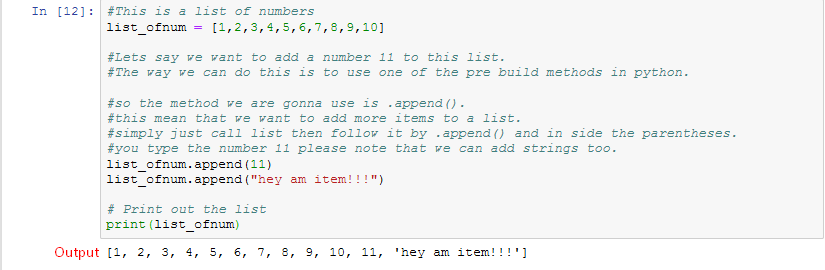 In [12]: #This is a list of numbers
list_ofnum = [1,2,3,4,5,6,7,8,9,10]
#Lets say we want to add a number 11 to this list.
#The way we can do this is to use one of the pre build methods in python.
#so the method we are gonna use is .append().
#this mean that we want to add more items to a list.
#simply just call list then follow it by .append() and in side the parentheses.
#you type the number 11 please note that we can add strings too.
list_ofnum.append(11)
list_ofnum.append("hey am item!!!")
# Print out the list
print(list_ofnum)
Output [1, 2, 3, 4, 5, 6, 7, 8, 9, 10, 11, 'hey am item!!!']